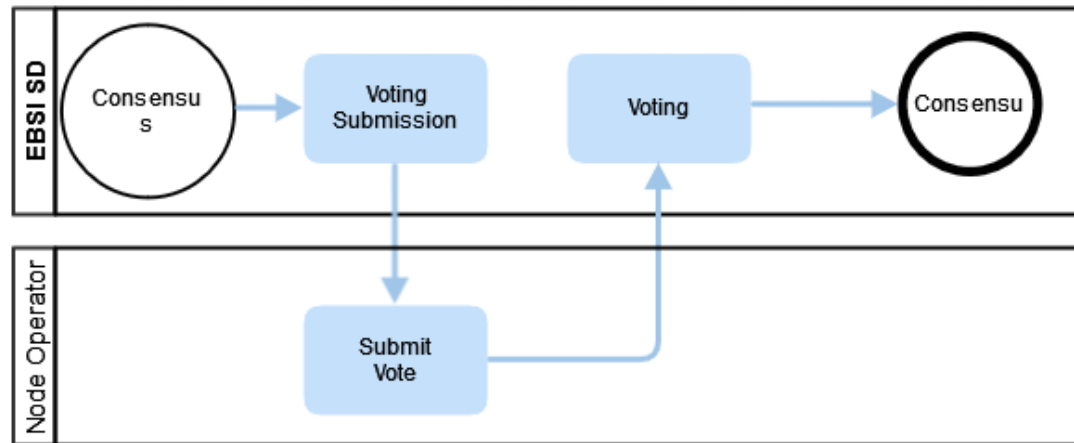 EBSI SD
Consensu
s
Voting
Submission
Voting
Consensu
Node Operator
Submit
Vote